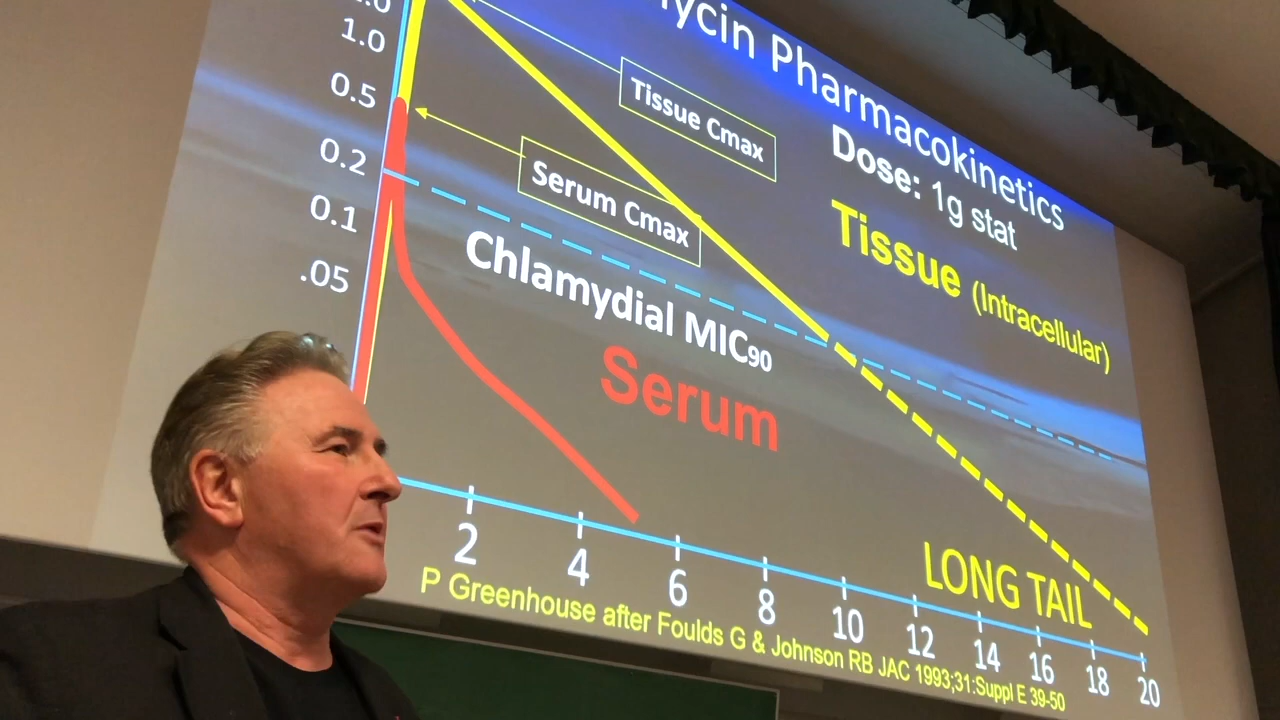 Pharmacokinetics
1.0
0.5
0.2
0.1
.05
Tissue Cmax
Serum Cmax
Dose: 1g stat
Tissue (Intracellular)
Chlamydial MIC90
Serum
LONG TAIL
2 4 6 8 10 12 14 16 18 20
P Greenhouse after Foulds G & Johnson RB JAC 1993;31:Suppl E 39-50